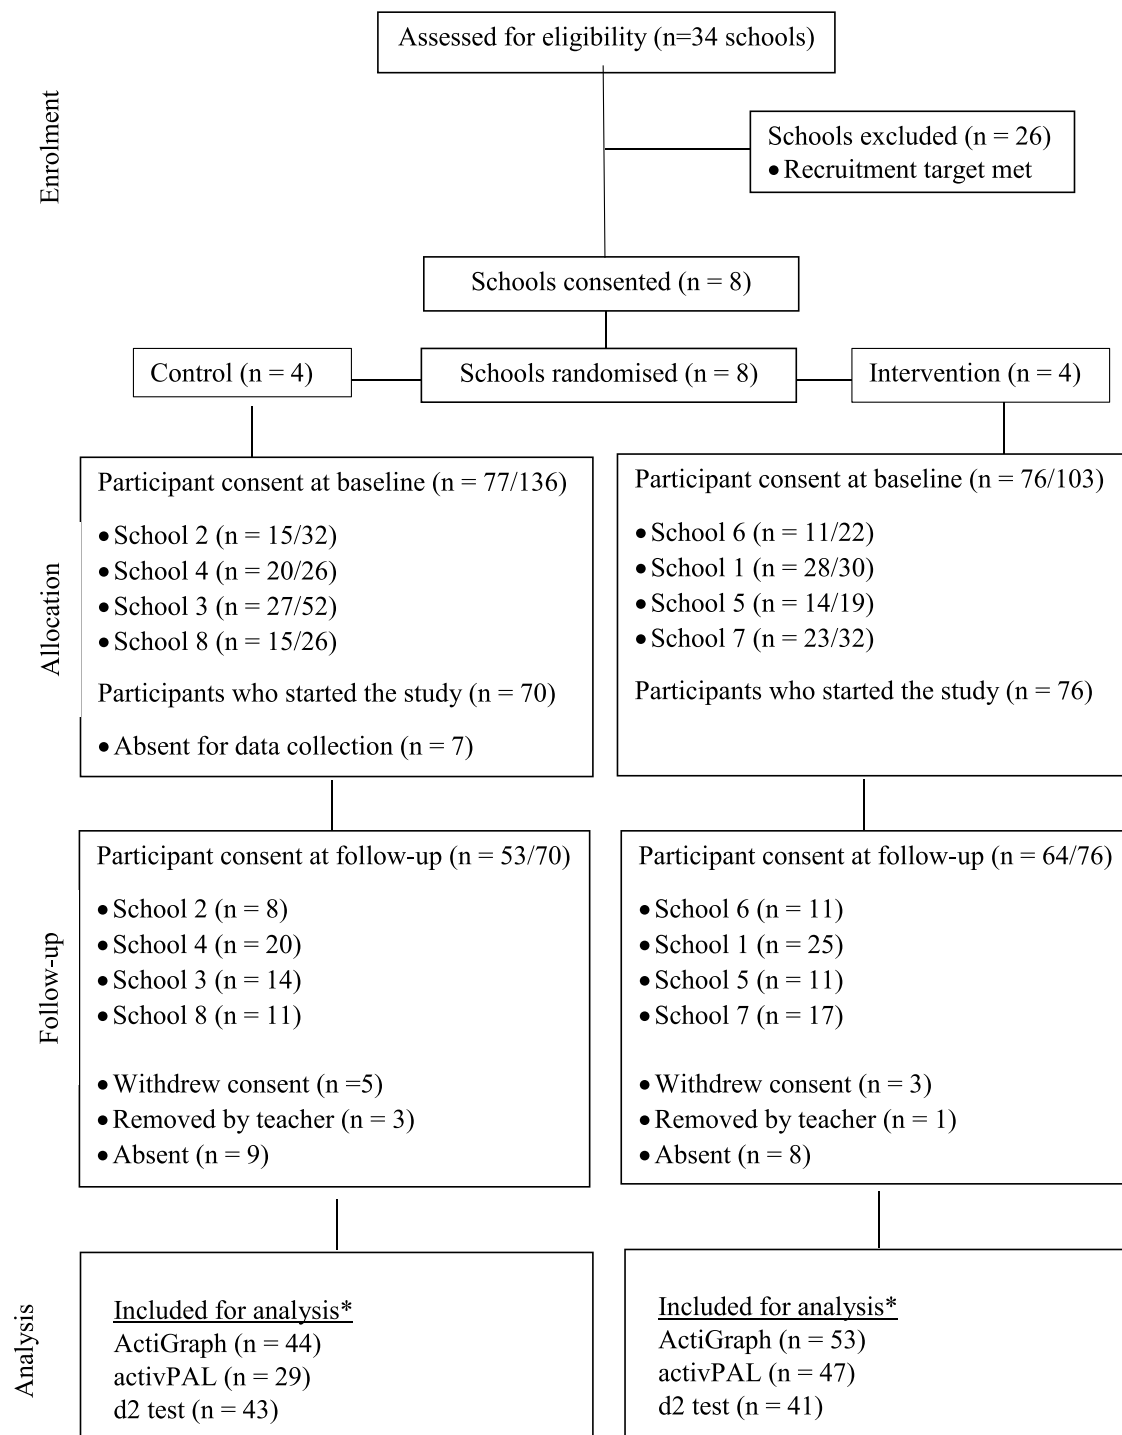 Assessed for eligibility (n=34 schools)
Enrolment
Schools excluded (n = 26)
• Recruitment target met
Schools consented (n = 8)
Control (n = 4)
Schools randomised (n = 8)
Intervention (n = 4)
Allocation
Participant consent at baseline (n = 77/136)
• School 2 (n = 15/32)
• School 4 (n = 20/26)
• School 3 (n = 27/52)
• School 8 (n = 15/26)
Participants who started the study (n = 70)
• Absent for data collection (n = 7)
Participant consent at baseline (n = 76/103)
• School 6 (n = 11/22)
• School 1 (n = 28/30)
• School 5 (n = 14/19)
• School 7 (n = 23/32)
Participants who started the study (n = 76)
Follow-up
Participant consent at follow-up (n = 53/70)
• School 2 (n = 8)
• School 4 (n = 20)
• School 3 (n = 14)
• School 8 (n = 11)
• Withdrew consent (n =5)
• Removed by teacher (n = 3)
• Absent (n = 9)
Participant consent at follow-up (n = 64/76)
• School 6 (n = 11)
• School 1 (n = 25)
• School 5 (n = 11)
• School 7 (n = 17)
• Withdrew consent (n = 3)
• Removed by teacher (n = 1)
• Absent (n = 8)
Analysis
Included for analysis*
ActiGraph (n = 44)
activPAL (n = 29)
d2 test (n = 43)
Included for analysis*
ActiGraph (n = 53)
activPAL (n = 47)
d2 test (n = 41)